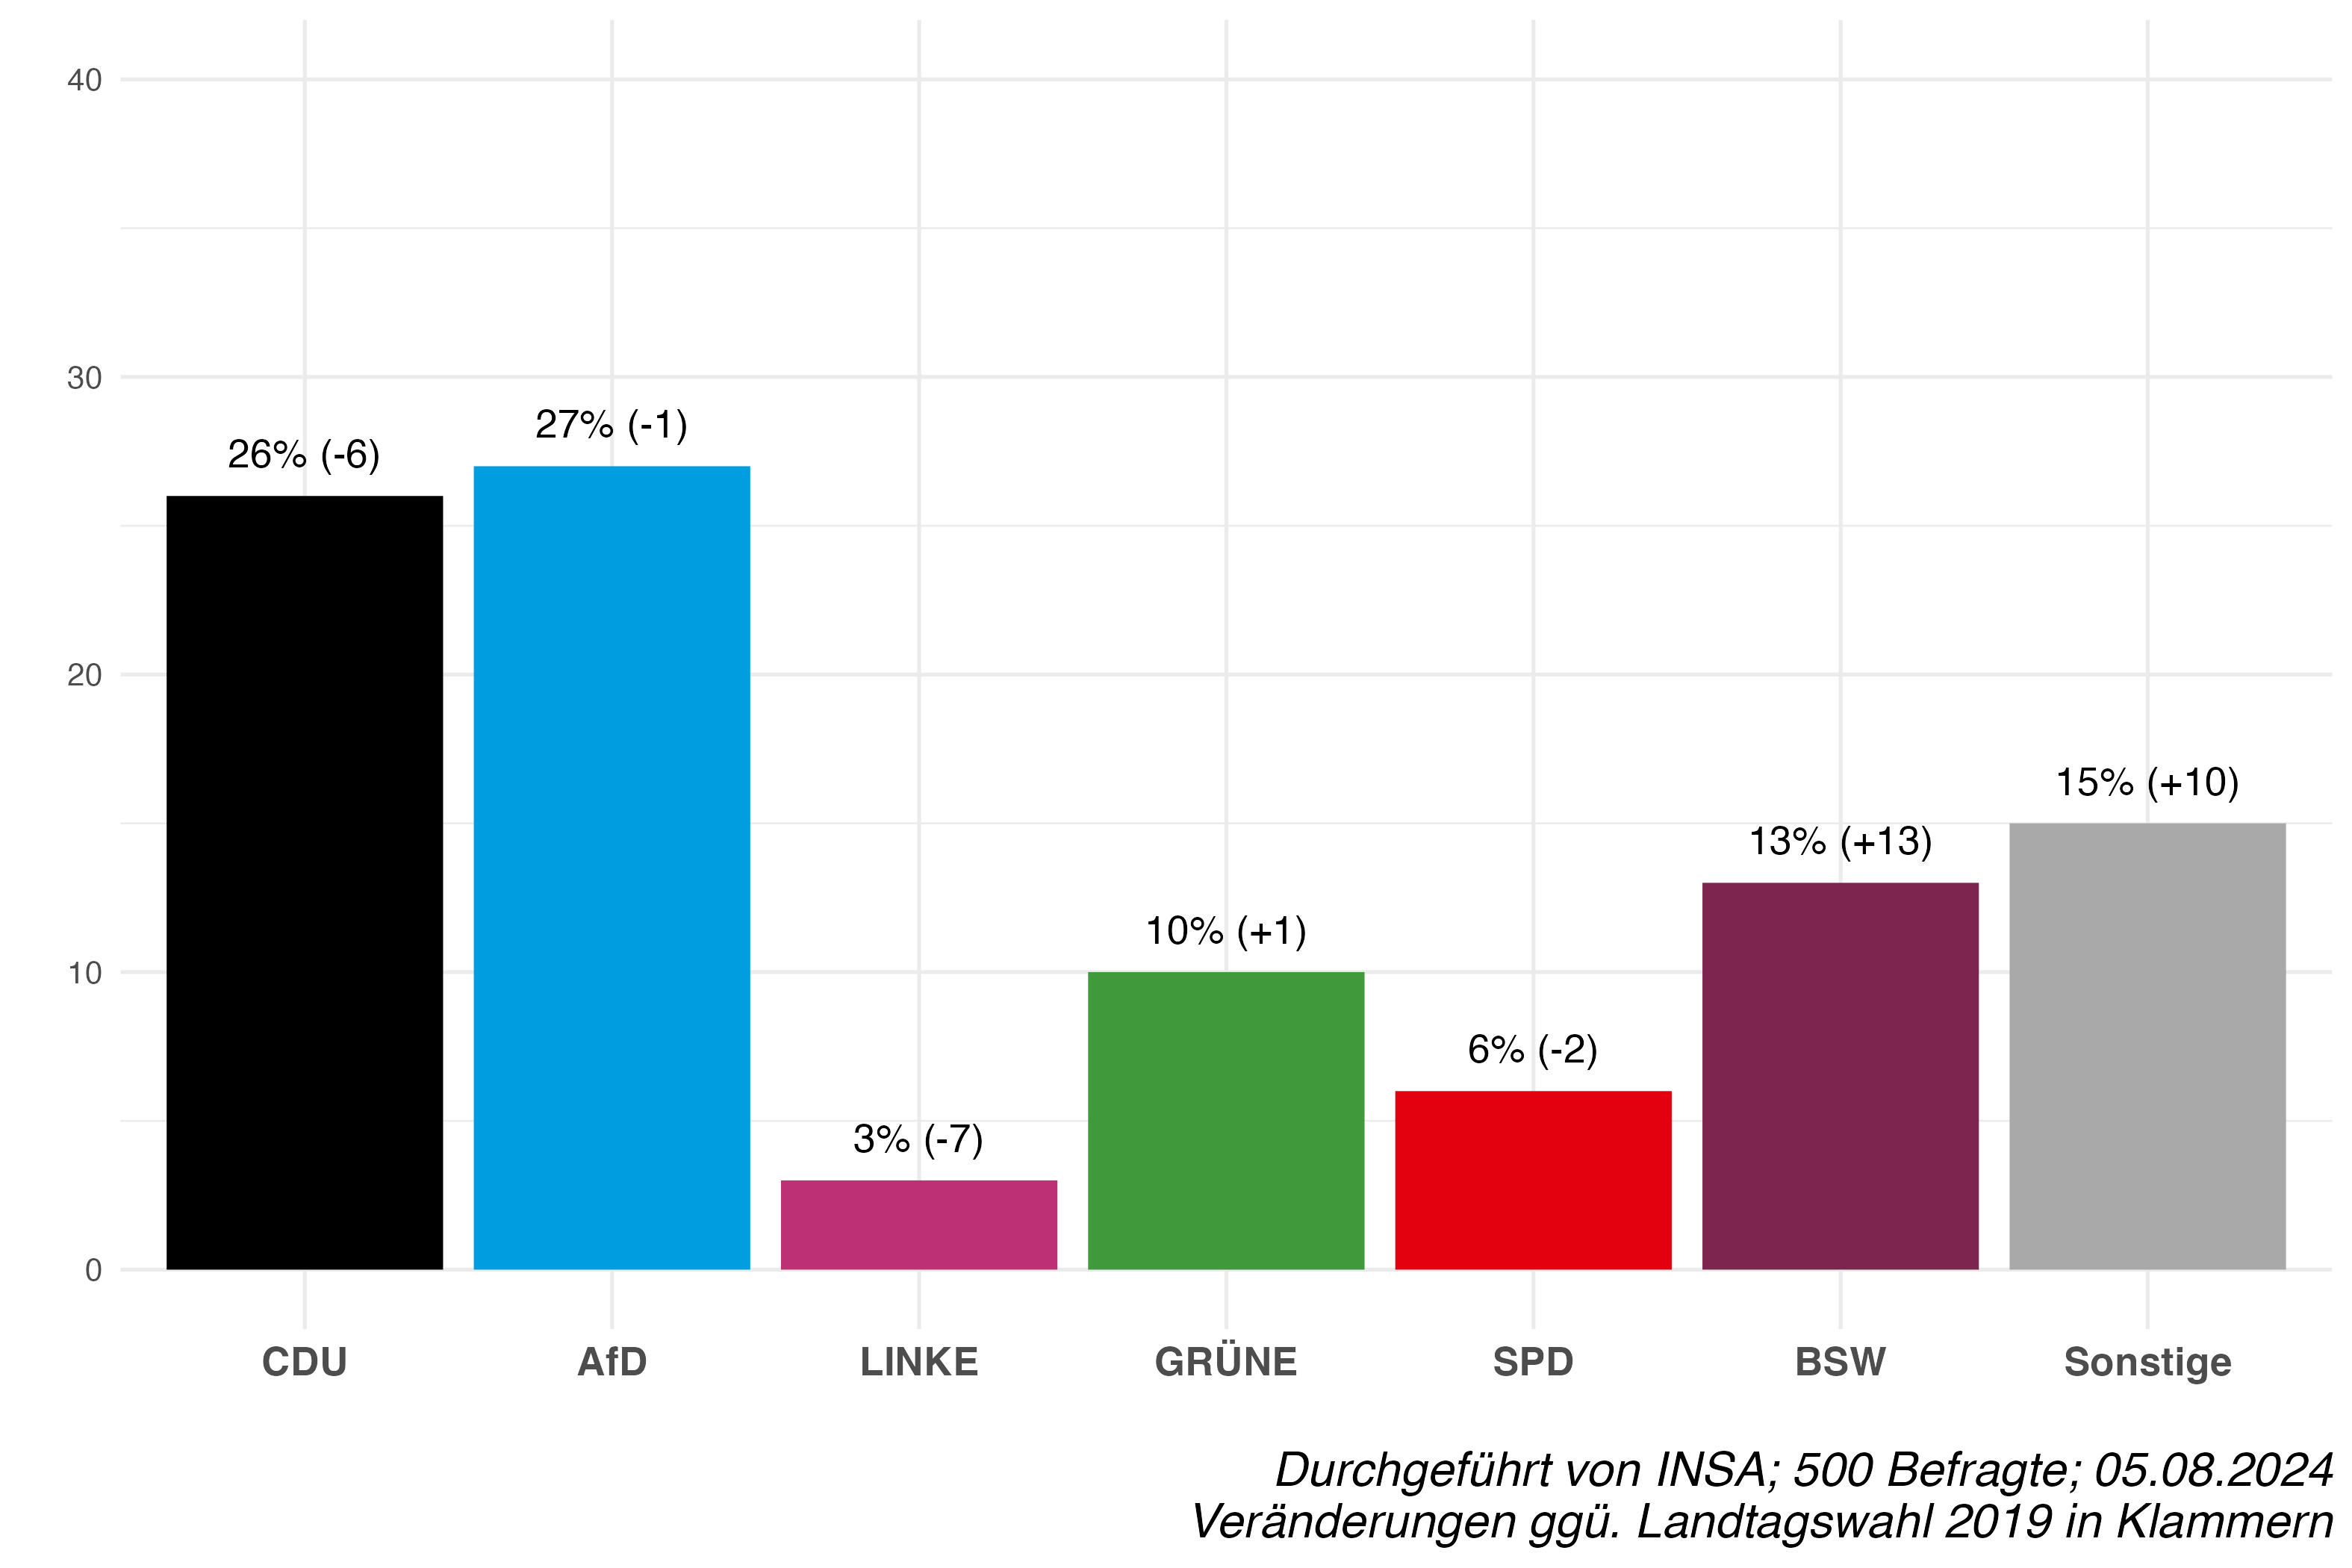 40
30
20
10
0
26% (-6)
27% (-1)
3% (-7)
10% (+1)
6% (-2)
13% (+13)
15% (+10)
CDU
AfD
LINKE
GRÜNE
SPD
BSW
Sonstige
Durchgeführt von INSA; 500 Befragte; 05.08.2024
Veränderungen ggü. Landtagswahl 2019 in Klammern